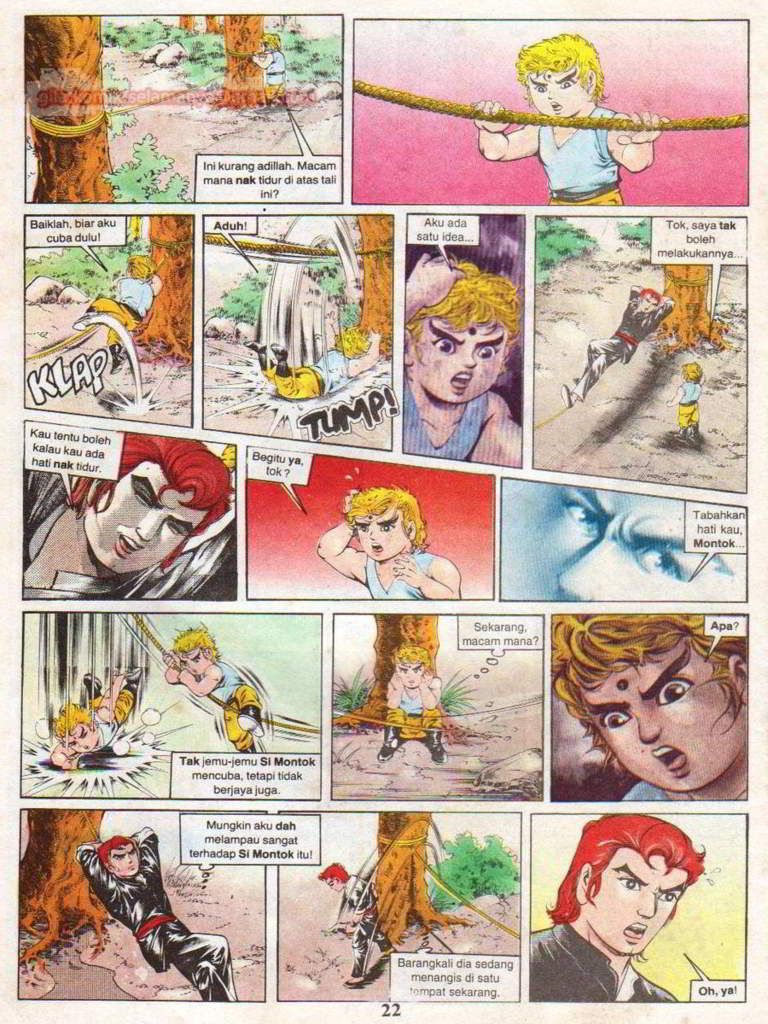 Ini kurang adillah. Macam
mana nak tidur di atas tali
ini?
Baiklah, biar aku
cuba dulu!
KLAP
Aduh!
TUMP!
Aku ada
satu idea...
Tok, saya tak
boleh
melakukannya...
Kau tentu boleh
kalau kau ada
hati nak tidur.
Begitu ya,
tok?
Tabahkan
hati kau,
Montok...
Tak jemu-jemu Si Montok
mencuba, tetapi tidak
berjaya juga.
Sekarang,
macam mana?
Apa?
Mungkin aku dah
melampau sangat
terhadap Si Montok itu!
Barangkali dia sedang
menangis di satu
tempat sekarang.
Oh, ya!
22